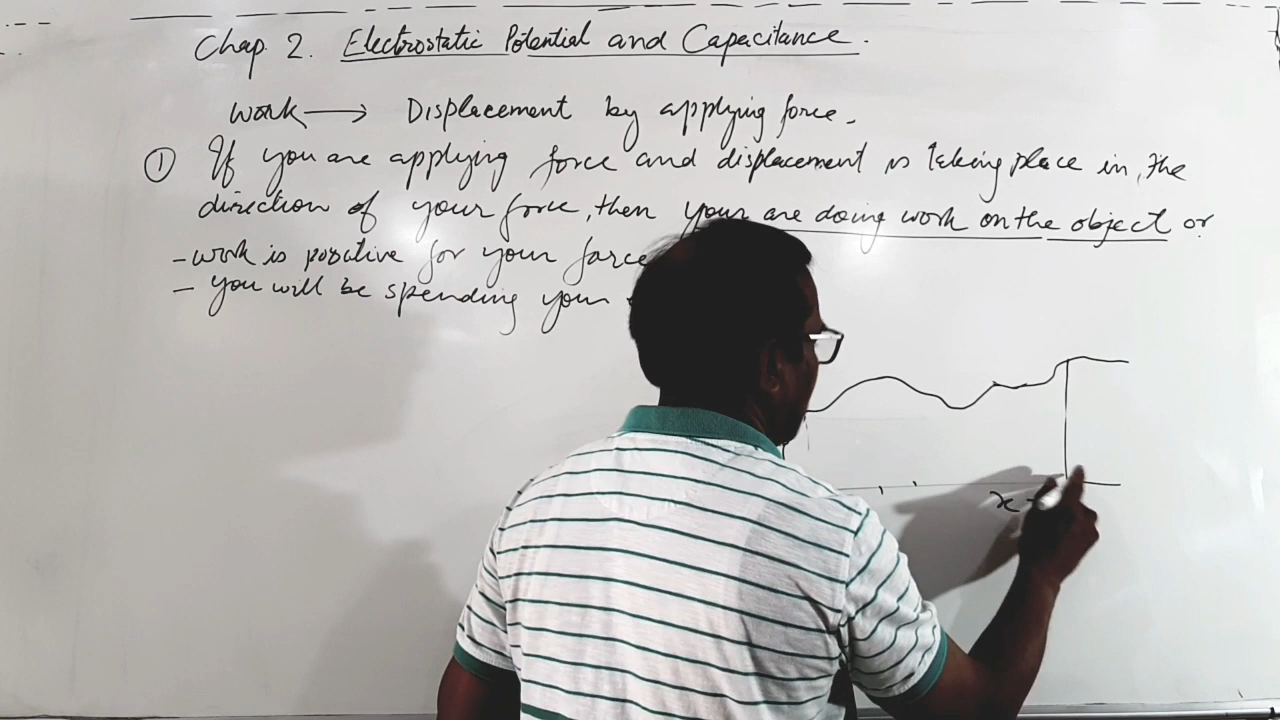 Chap. 2. Electrostatic Potential and Capacitance.
work → Displacement by applying force.
① If you are applying force and displacement is taking place in the
direction of your force, then your are doing work on the object or
- work is positive for your force
- you will be spending your
x